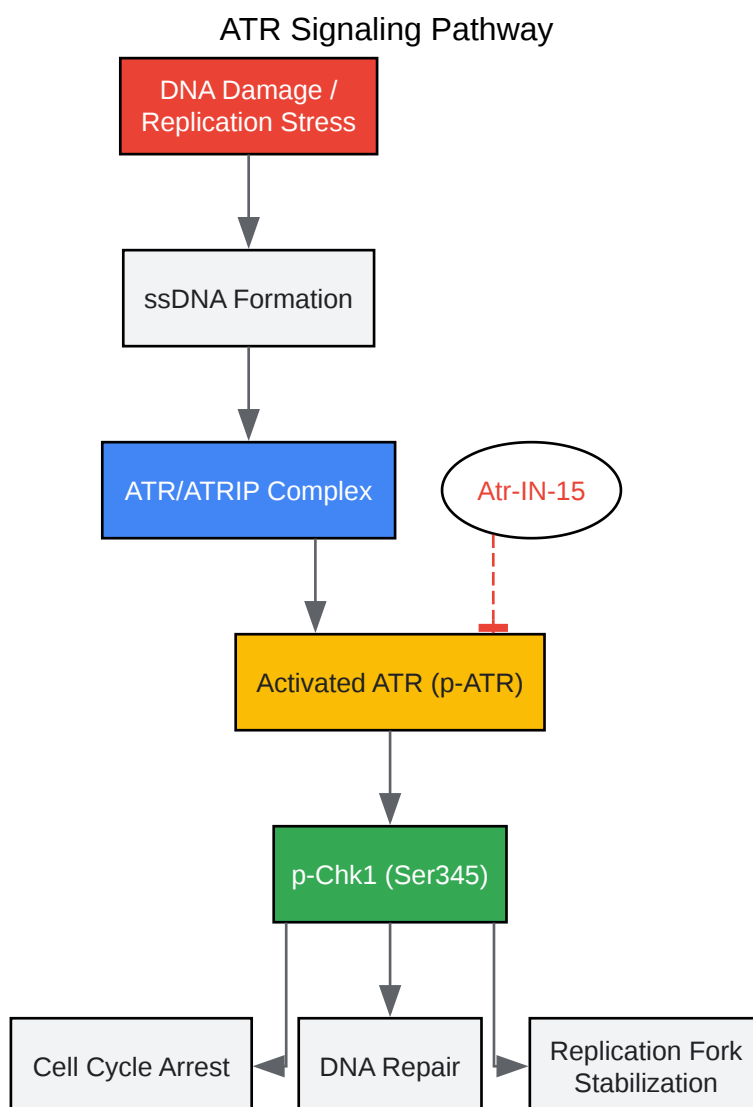 ATR Signaling Pathway
DNA Damage /
Replication Stress
ssDNA Formation
ATR/ATRIP Complex
Atr-IN-15
Activated ATR (p-ATR)
p-Chk1 (Ser345)
Cell Cycle Arrest
DNA Repair
Replication Fork
Stabilization